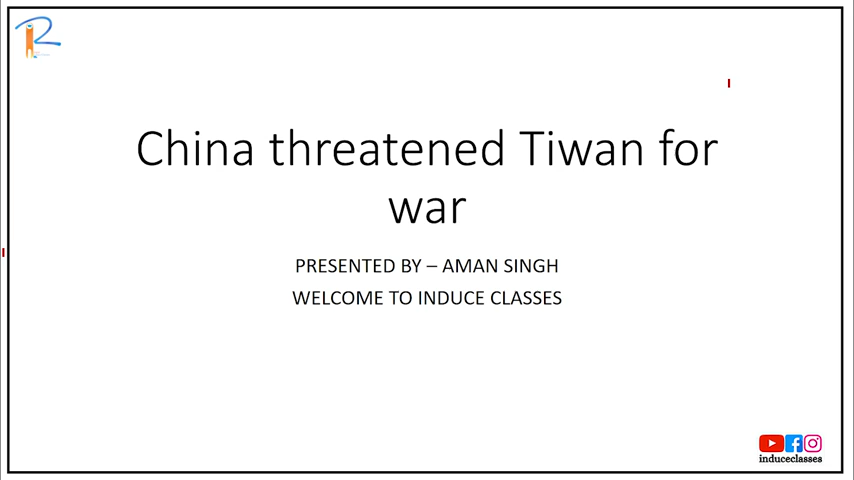 China threatened Tiwan for
war
PRESENTED BY – AMAN SINGH
WELCOME TO INDUCE CLASSES
induceclasses